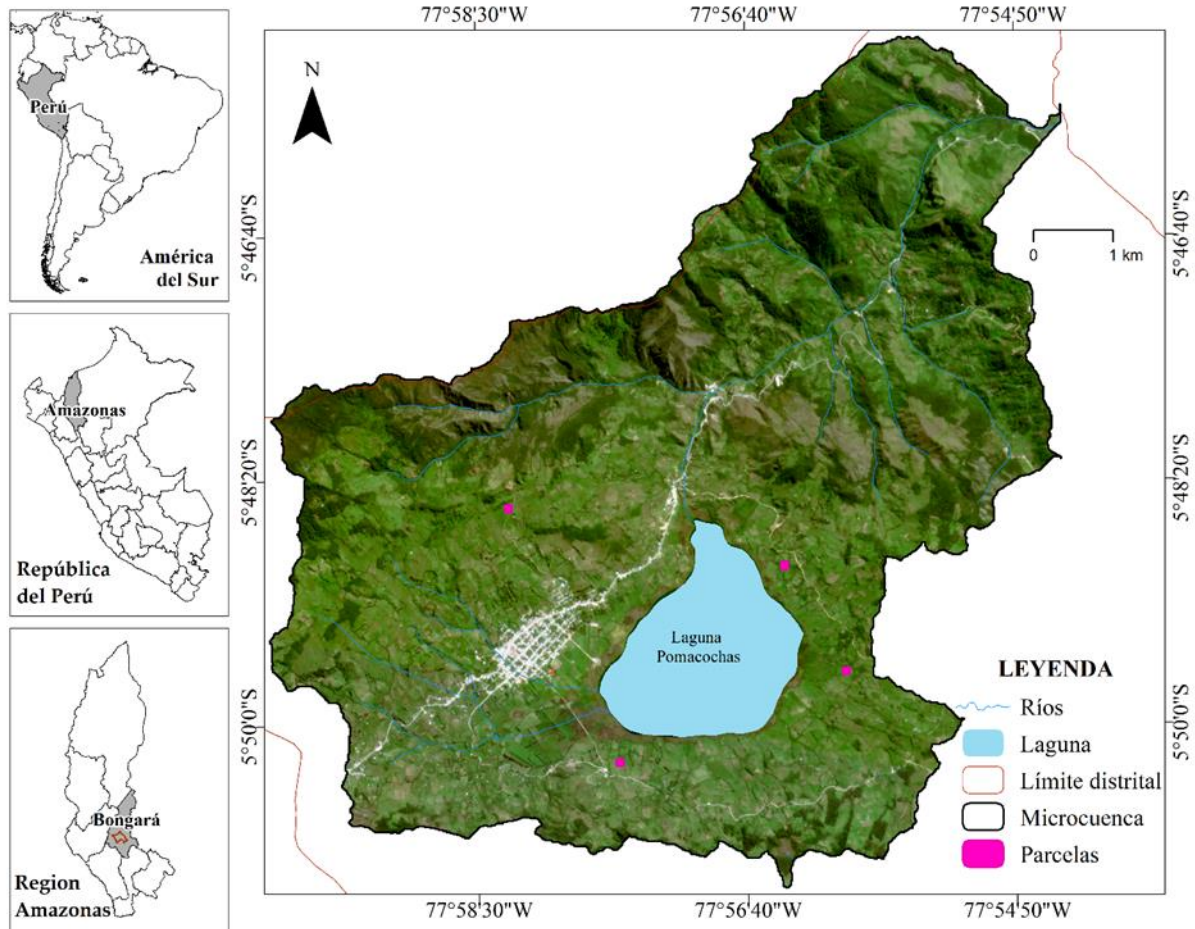 77°58'30"W
77°56'40"W
77°54'50"W
Perú
América
del Sur
N
5°46'40"S
5°46'40"S
1 km
0
1 km
Amazonas
República
del Perú
5°48'20"S
5°48'20"S
Laguna
Pomacochas
Bongará
Region
Amazonas
5°50'0"S
5°50'0"S
LEYENDA
Ríos
Laguna
Límite distrital
Microcuenca
Parcelas
77°58'30"W
77°56'40"W
77°54'50"W